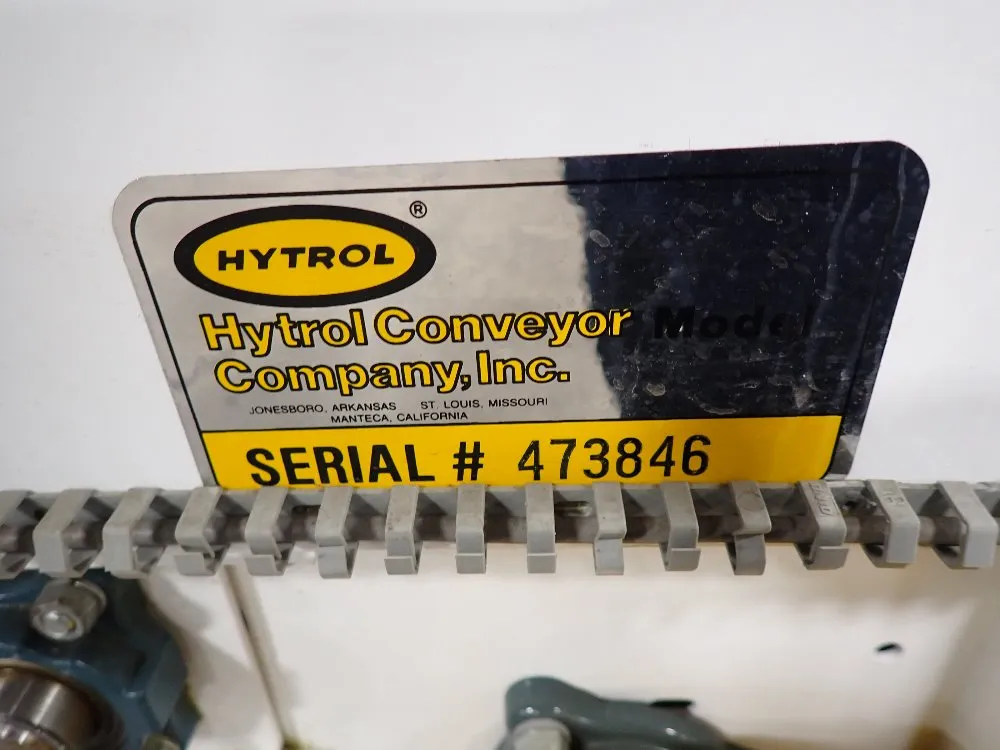 HYTROL ®
Hytrol Conveyor Model
Company, Inc.
JONESBORO, ARKANSAS ST. LOUIS, MISSOURI
MANTECA, CALIFORNIA
SERIAL # 473846